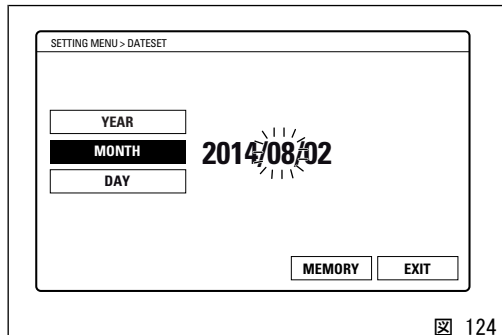 SETTING MENU > DATESET
YEAR
MONTH
2014/08/02
DAY
MEMORY
EXIT
図 124